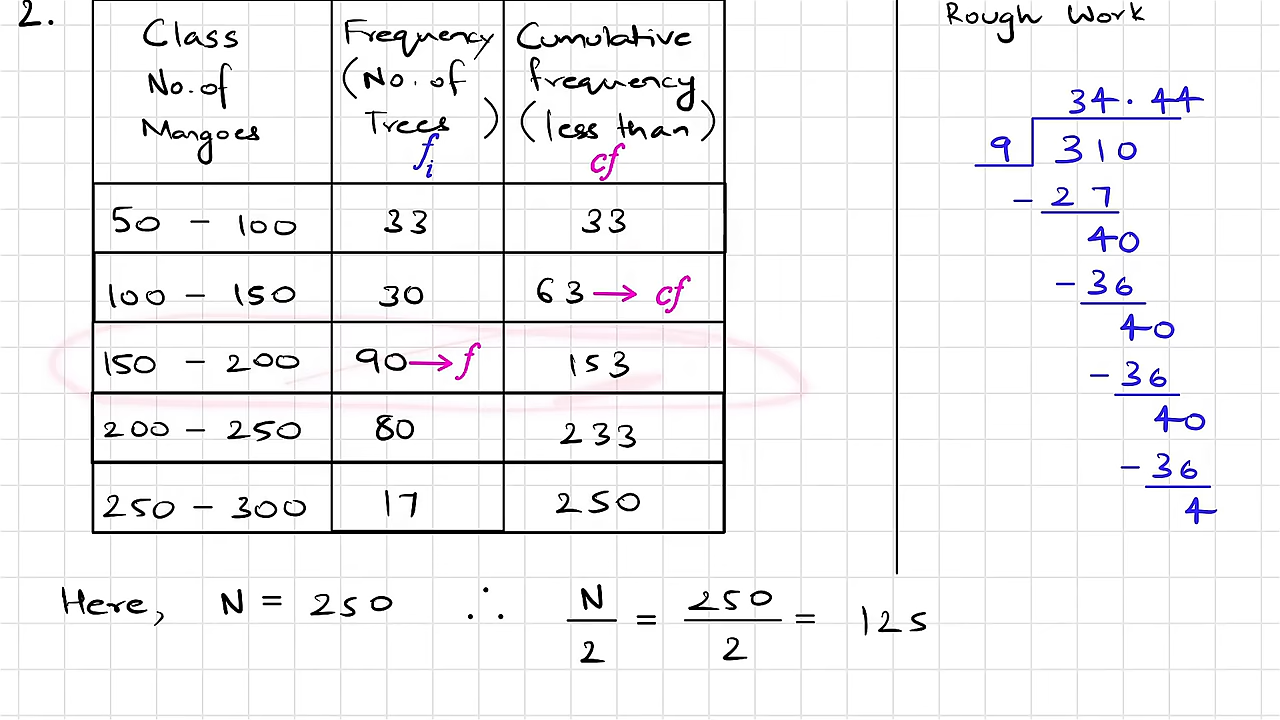 2.
Class No. of Mangoes
Frequency (No. of Trees) fi
Cumulative frequency (less than) cf
50 - 100 33 33
100 - 150 30 63 → cf
150 - 200 90 → f 153
200 - 250 80 233
250 - 300 17 250
Here, N = 250 ∴ N/2 = 250/2 = 125
Rough Work
34.44
9 310
- 27
40
- 36
40
- 36
40
- 36
4